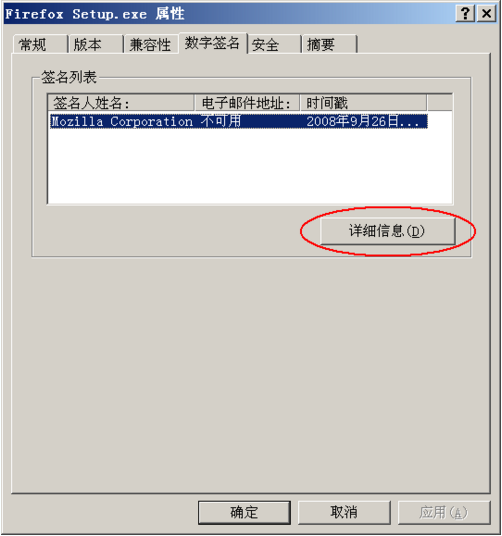 Firefox Setup.exe 属性
常规 版本 兼容性 数字签名 安全 摘要
签名列表
签名人姓名: 电子邮件地址: 时间戳
Mozilla Corporation 不可用 2008年9月26日...
详细信息(D)
确定 取消 应用(A)